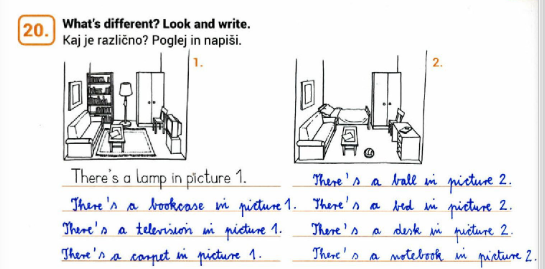 20.
What's different? Look and write.
Kaj je različno? Poglej in napiši.
1.
2.
There's a lamp in picture 1.
There's a bookcase in picture 1.
There's a television in picture 1.
There's a carpet in picture 1.
There's a ball in picture 2.
There's a bed in picture 2.
There's a desk in picture 2.
There's a notebook in picture 2.